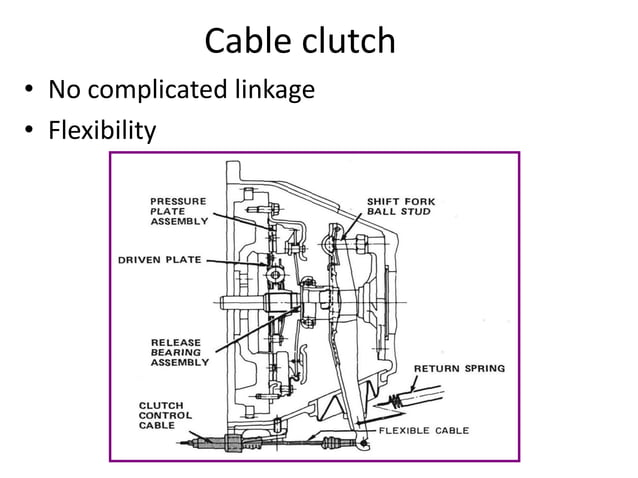 Cable clutch
• No complicated linkage
• Flexibility
PRESSURE
PLATE
ASSEMBLY
SHIFT FORK
BALL STUD
DRIVEN PLATE
RELEASE
BEARING
ASSEMBLY
RETURN SPRING
CLUTCH
CONTROL
CABLE
FLEXIBLE CABLE